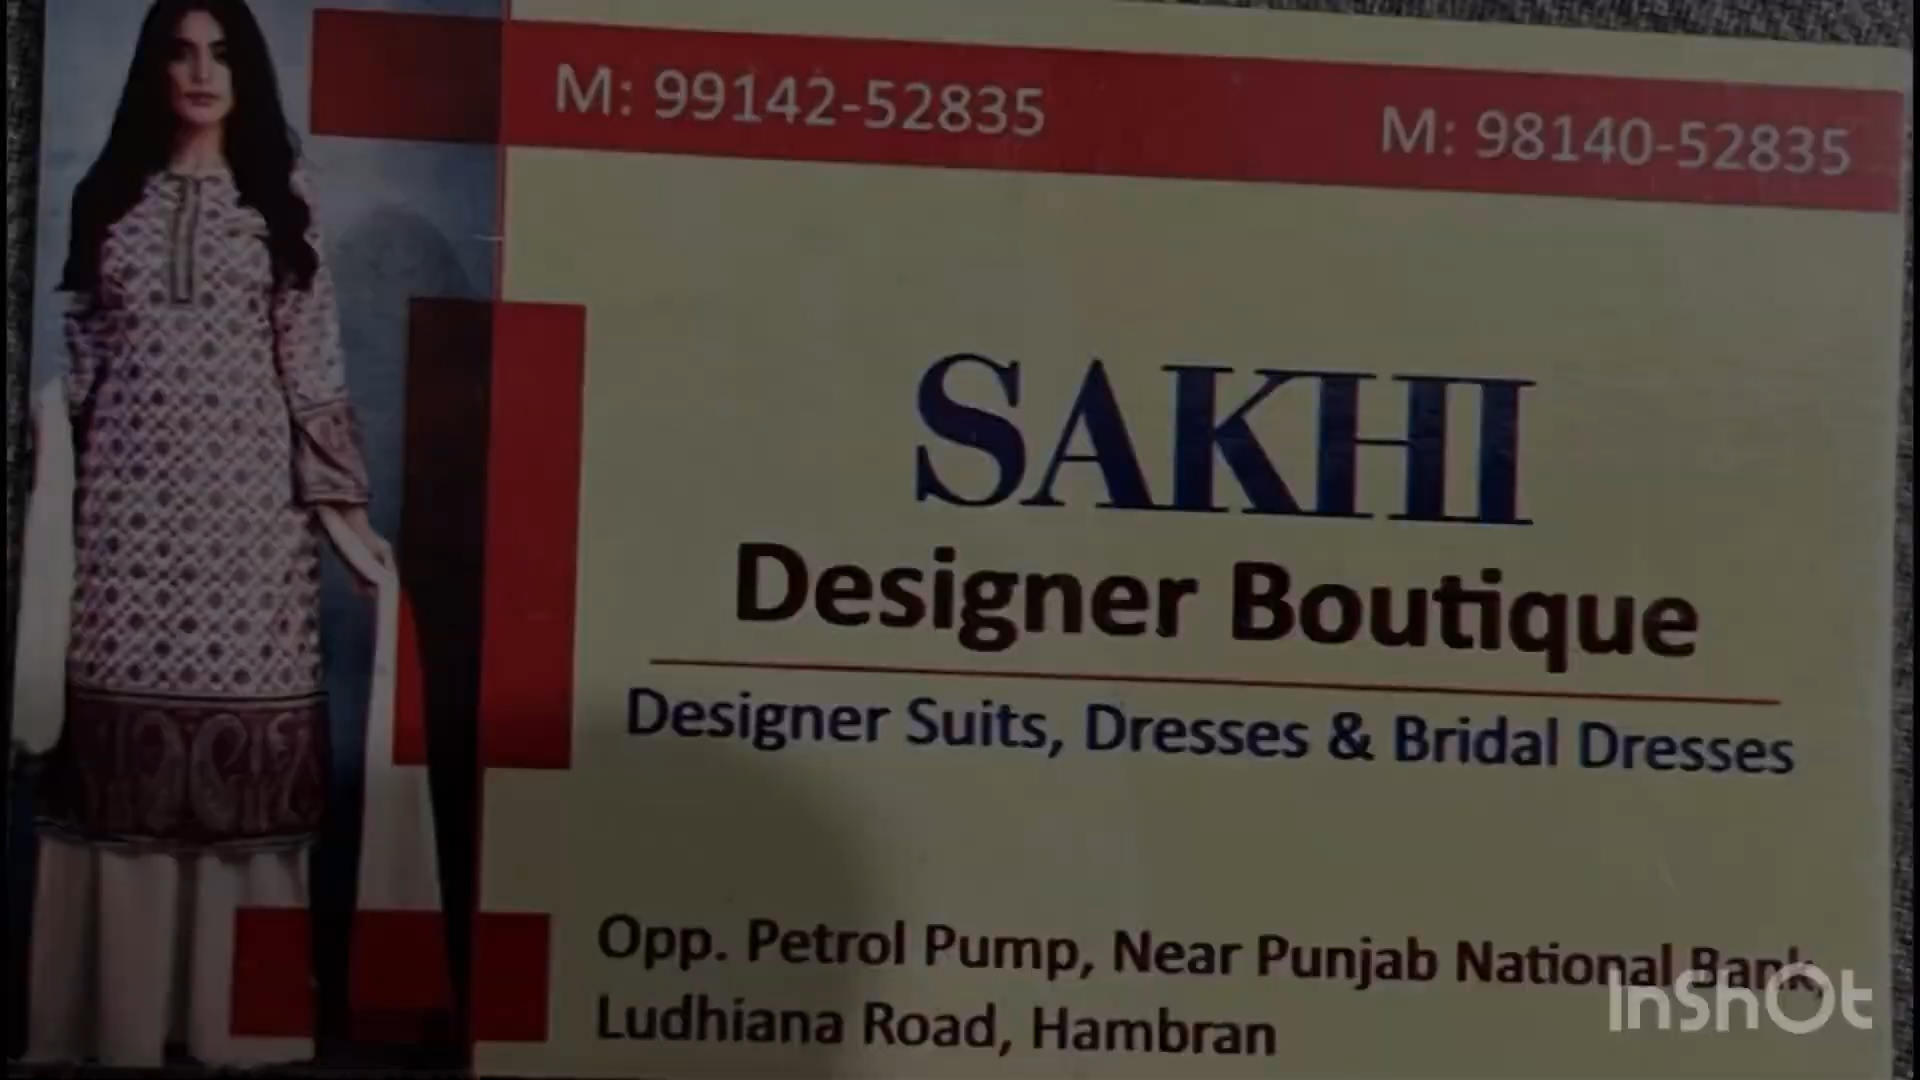 M: 99142-52835
M: 98140-52835
SAKHI
Designer Boutique
Designer Suits, Dresses & Bridal Dresses
Opp. Petrol Pump, Near Punjab National Bank,
Ludhiana Road, Hambran
InShOt